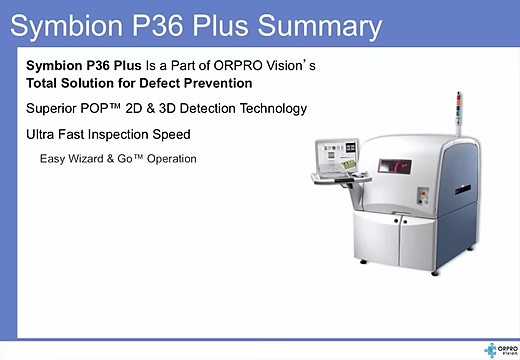 Symbion P36 Plus Summary
Symbion P36 Plus Is a Part of ORPRO Vision’s
Total Solution for Defect Prevention
Superior POP™ 2D & 3D Detection Technology
Ultra Fast Inspection Speed
Easy Wizard & Go™ Operation
ORPRO
vision